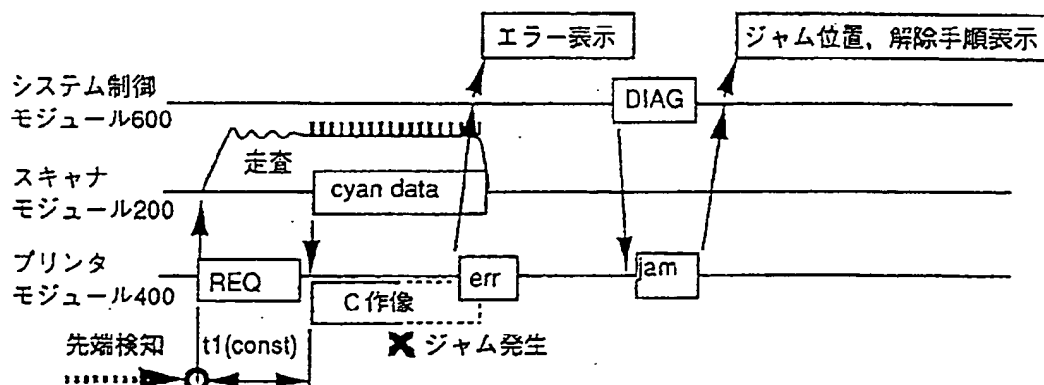 エラー表示
ジャム位置，解除手順表示
システム制御
モジュール600
DIAG
走査
スキャナ
モジュール200
cyan data
プリンタ
モジュール400
REQ
err
jam
C作像
先端検知
t1(const)
ジャム発生